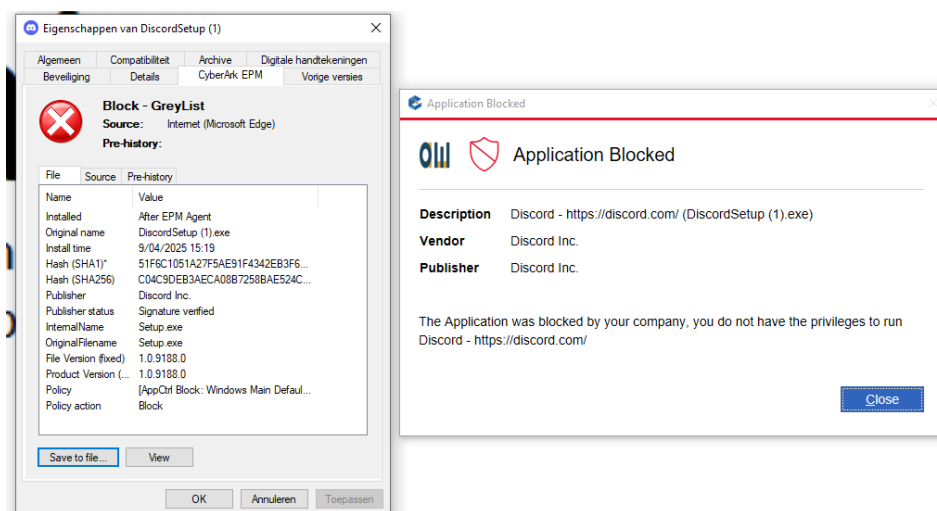 Eigenschappen van DiscordSetup (1)
Algemeen Compatibiliteit Archive Digitale handtekeningen
Beveiliging Details CyberArk EPM Vorige versies
Block - GreyList
Source: Internet (Microsoft Edge)
Pre-history:
File Source Pre-history
Name Value
Installed After EPM Agent
Original name DiscordSetup (1).exe
Install time 9/04/2025 15:19
Hash (SHA1)* 51F6C1051A27F5AE91F4342EB3F6...
Hash (SHA256) C04C9DEB3AECA08B7258BAE524C...
Publisher Discord Inc.
Publisher status Signature verified
InternalName Setup.exe
OriginalFilename Setup.exe
File Version (fixed) 1.0.9188.0
Product Version (... 1.0.9188.0
Policy [AppCtrl Block: Windows Main Defaul...
Policy action Block
Save to file... View
OK Annuleren Toepassen
Application Blocked
Application Blocked
Description Discord - https://discord.com/ (DiscordSetup (1).exe)
Vendor Discord Inc.
Publisher Discord Inc.
The Application was blocked by your company, you do not have the privileges to run
Discord - https://discord.com/
Close